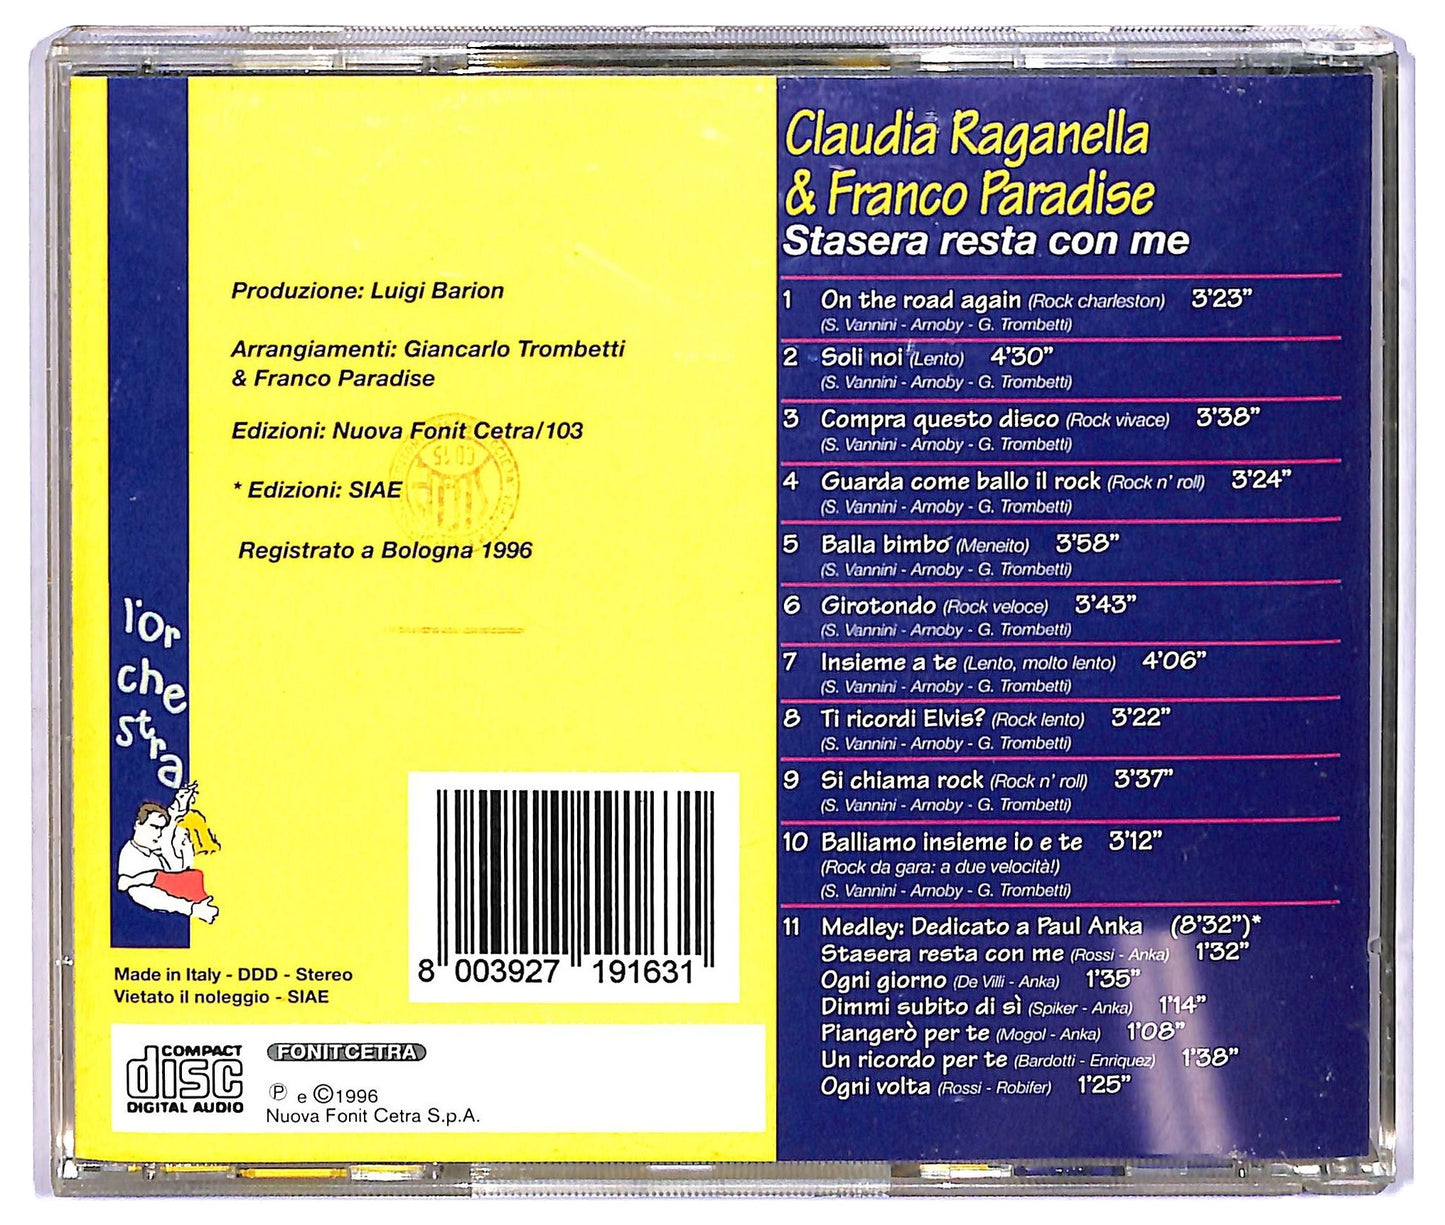 Claudia Raganella
& Franco Paradise
Stasera resta con me
1 On the road again (Rock charleston) 3'23"
(S. Vannini - Arnoby - G. Trombetti)
2 Soli noi (Lento) 4'30"
(S. Vannini - Arnoby - G. Trombetti)
3 Compra questo disco (Rock vivace) 3'38"
(S. Vannini - Arnoby - G. Trombetti)
4 Guarda come ballo il rock (Rock n' roll) 3'24"
(S. Vannini - Arnoby - G. Trombetti)
5 Balla bimbo (Meneito) 3'58"
(S. Vannini - Arnoby - G. Trombetti)
6 Girotondo (Rock veloce) 3'43"
(S. Vannini - Arnoby - G. Trombetti)
7 Insieme a te (Lento, molto lento) 4'06"
(S. Vannini - Arnoby - G. Trombetti)
8 Ti ricordi Elvis? (Rock lento) 3'22"
(S. Vannini - Arnoby - G. Trombetti)
9 Si chiama rock (Rock n' roll) 3'37"
(S. Vannini - Arnoby - G. Trombetti)
10 Balliamo insieme io e te 3'12"
(Rock da gara: a due velocità!)
(S. Vannini - Arnoby - G. Trombetti)
11 Medley: Dedicato a Paul Anka (8'32")*
Stasera resta con me (Rossi - Anka) 1'32"
Ogni giorno (De Villi - Anka) 1'35"
Dimmi subito di sì (Spiker - Anka) 1'14"
Piangerò per te (Mogol - Anka) 1'08"
Un ricordo per te (Bardotti - Enriquez) 1'38"
Ogni volta (Rossi - Robifer) 1'25"
Produzione: Luigi Barion
Arrangiamenti: Giancarlo Trombetti
& Franco Paradise
Edizioni: Nuova Fonit Cetra/103
* Edizioni: SIAE
Registrato a Bologna 1996
l'or
che
stra
8 003927 191631
Made in Italy - DDD - Stereo
Vietato il noleggio - SIAE
COMPACT
disc
DIGITAL AUDIO
FONITCETRA
℗ e ©1996
Nuova Fonit Cetra S.p.A.